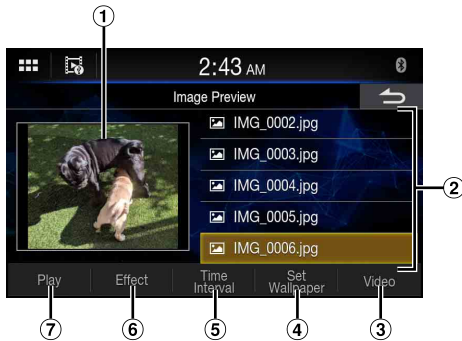 1
2:43 AM
Image Preview
IMG_0002.jpg
IMG_0003.jpg
IMG_0004.jpg
IMG_0005.jpg
IMG_0006.jpg
2
Play
Effect
Time
Interval
Set
Wallpaper
Video
7
6
5
4
3